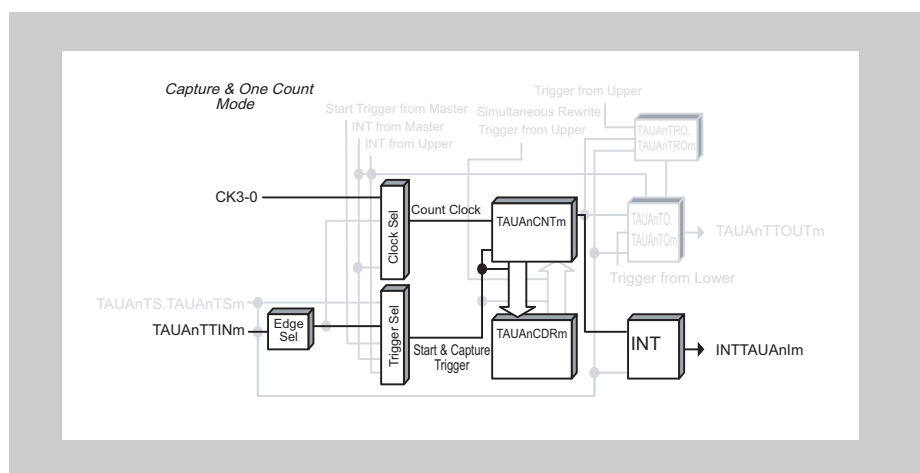 Capture & One Count
Mode
Trigger from Upper
Start Trigger from Master
Simultaneous Rewrite
INT from Master
Trigger from Upper
INT from Upper
TAUAnTRO.
TAUAnTROm
CK3-0
Clock Sel
Count Clock
TAUAnCNTm
TAUAnTO.
TAUAnTOm
TAUAnTTOUTm
Trigger from Lower
TAUAnTS.TAUAnTSm
TAUAnTTINm
Edge
Sel
Trigger Sel
Start & Capture
Trigger
TAUAnCDRm
INT
INTTAUAnIm